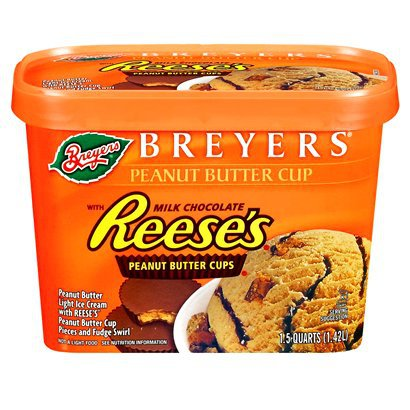 BREYERS
Reese's
PEANUT BUTTER CUPS
Breyers
BREYERS®
PEANUT BUTTER CUP
WITH MILK CHOCOLATE
Reese's
PEANUT BUTTER CUPS
Peanut Butter
Light Ice Cream
with REESE'S®
Peanut Butter Cup
Pieces and Fudge Swirl
NOT A LIGHT FOOD SEE NUTRITION INFORMATION
SERVING
SUGGESTION
1.5 QUARTS (1.42L)